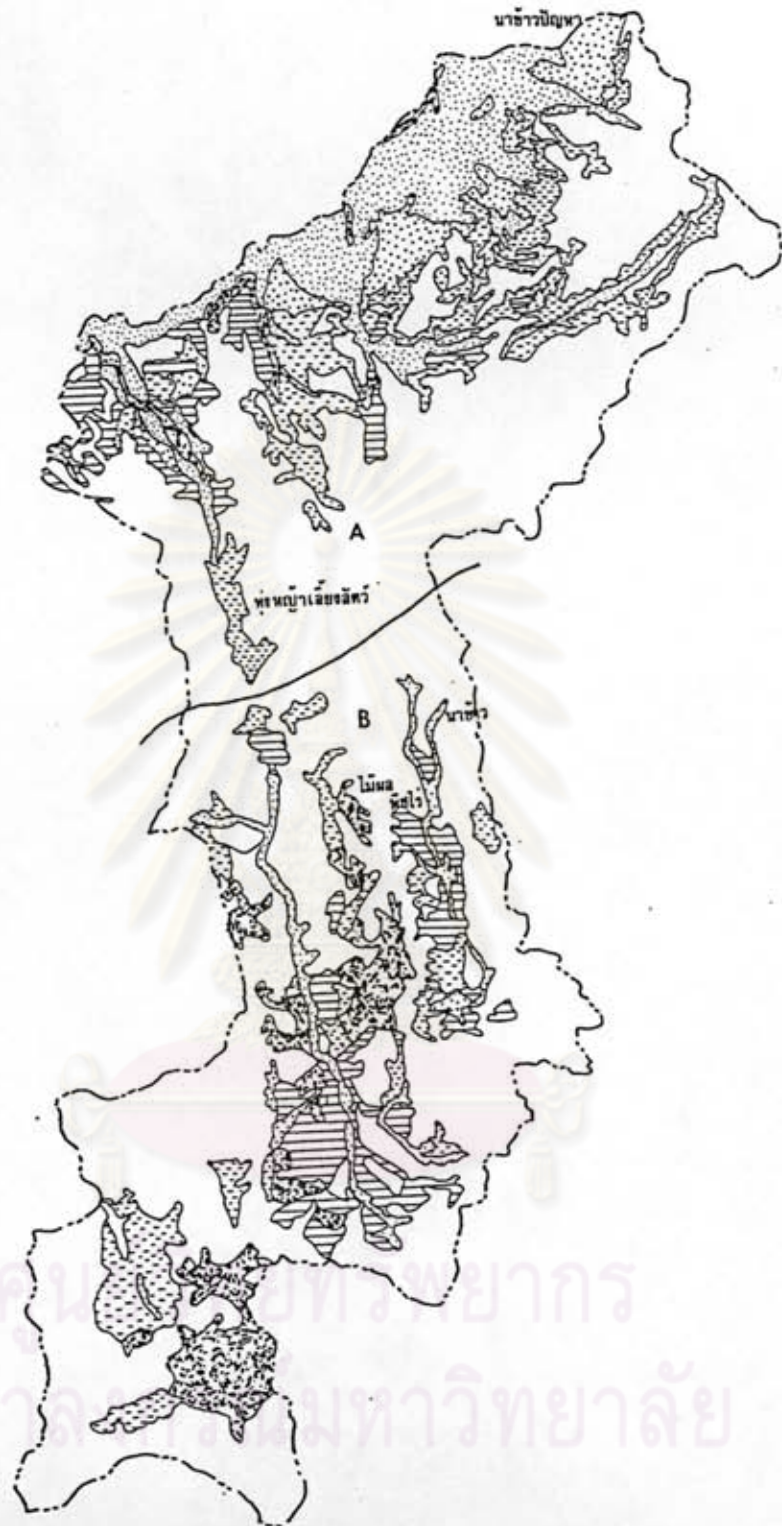 นาข้าวปัญหา
A
ทุ่งหญ้าเลี้ยงสัตว์
B
นาข้าว
ไม้ผล
พืชไร่
ศูนย์วิทยทรัพยากร
จุฬาลงกรณ์มหาวิทยาลัย